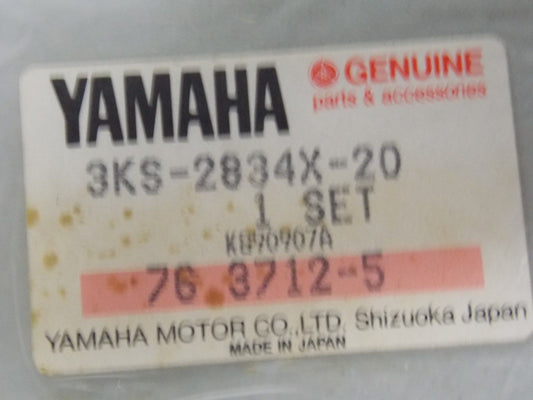 YAMAHA
GENUINE
parts & accessories
3KS-2834X-20
1 SET
K890907A
76 3712-5
YAMAHA MOTOR CO.,LTD. Shizuoka Japan
MADE IN JAPAN